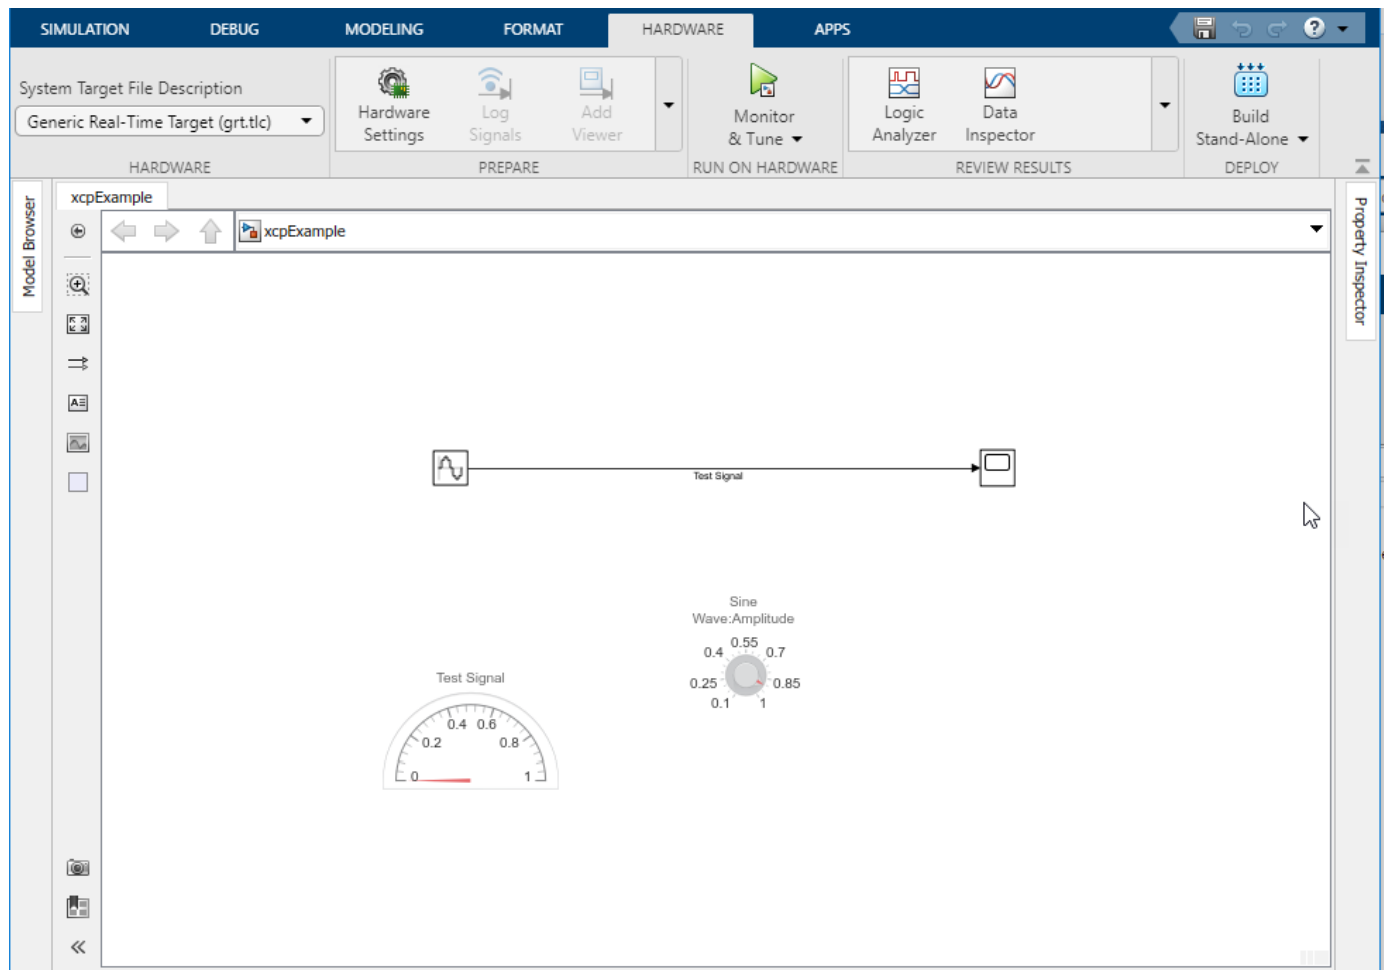 SIMULATION DEBUG MODELING FORMAT HARDWARE APPS
System Target File Description
Generic Real-Time Target (grt.tlc)
HARDWARE
Hardware
Settings
Log
Signals
Add
Viewer
PREPARE
Monitor
& Tune
RUN ON HARDWARE
Logic
Analyzer
Data
Inspector
REVIEW RESULTS
Build
Stand-Alone
DEPLOY
Model Browser
xcpExample
xcpExample
Property Inspector
Test Signal
Sine
Wave:Amplitude
0.55
0.4 0.7
0.25 0.85
0.1 1
Test Signal
0.4 0.6
0.2 0.8
0 1